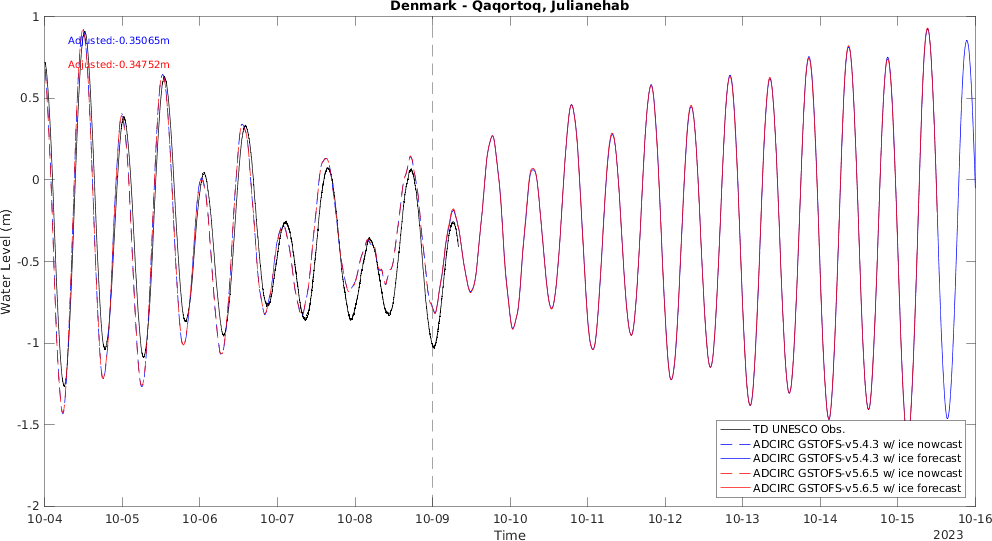 Denmark - Qaqortoq, Julianehab
Adjusted:-0.35065m
Adjusted:-0.34752m
1
0.5
0
-0.5
-1
-1.5
-2
Water Level (m)
TD UNESCO Obs.
ADCIRC GSTOFS-v5.4.3 w/ ice nowcast
ADCIRC GSTOFS-v5.4.3 w/ ice forecast
ADCIRC GSTOFS-v5.6.5 w/ ice nowcast
ADCIRC GSTOFS-v5.6.5 w/ ice forecast
10-04 10-05 10-06 10-07 10-08 10-09 10-10 10-11 10-12 10-13 10-14 10-15 10-16
Time
2023